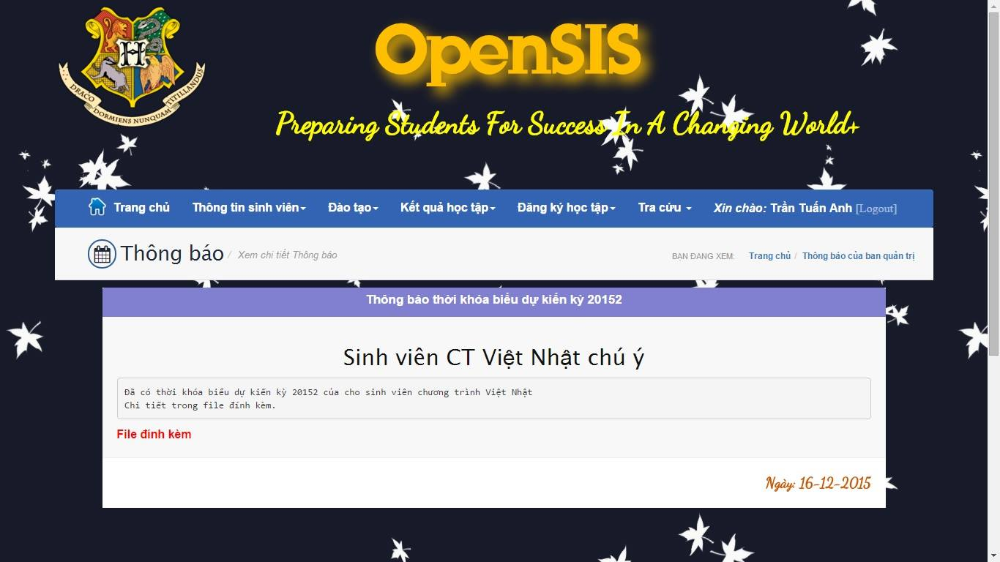 DRACO DORMIENS NUNQUAM TITILLANDUS
OpenSIS
Preparing Students For Success In A Changing World+
Trang chủ Thông tin sinh viên Đào tạo Kết quả học tập Đăng ký học tập Tra cứu Xin chào: Trần Tuấn Anh [Logout]
Thông báo / Xem chi tiết Thông báo BẠN ĐANG XEM: Trang chủ / Thông báo của ban quản trị
Thông báo thời khóa biểu dự kiến kỳ 20152
Sinh viên CT Việt Nhật chú ý
Đã có thời khóa biểu dự kiến kỳ 20152 của cho sinh viên chương trình Việt Nhật
Chi tiết trong file đính kèm.
File đính kèm
Ngày: 16-12-2015